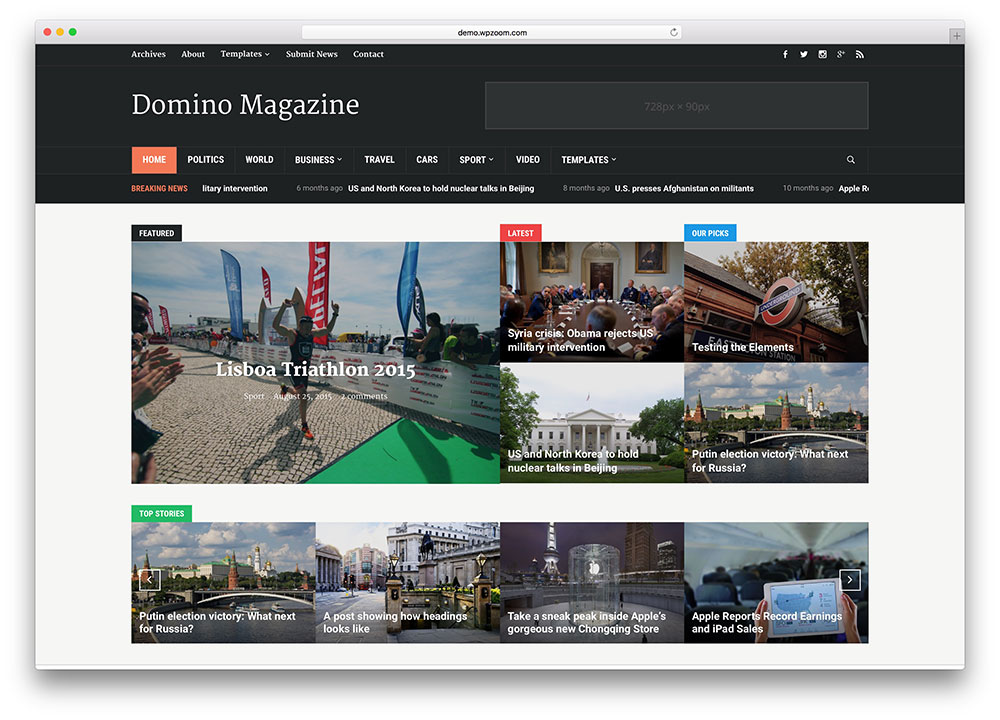 demo.wpzoom.com
Archives About Templates Submit News Contact
Domino Magazine
728px × 90px
HOME POLITICS WORLD BUSINESS TRAVEL CARS SPORT VIDEO TEMPLATES
BREAKING NEWS litary intervention 6 months ago US and North Korea to hold nuclear talks in Beijing 8 months ago U.S. presses Afghanistan on militants 10 months ago Apple Re
FEATURED
LATEST
OUR PICKS
SPECIAL
UNDERGROUND
Syria crisis: Obama rejects US
military intervention
STATION
Testing the Elements
Lisboa Triathlon 2015
Sport August 25, 2015 2 comments
US and North Korea to hold
nuclear talks in Beijing
Putin election victory: What next
for Russia?
TOP STORIES
Putin election victory: What next
for Russia?
A post showing how headings
looks like
Take a sneak peak inside Apple's
gorgeous new Chongqing Store
Apple Reports Record Earnings
and iPad Sales